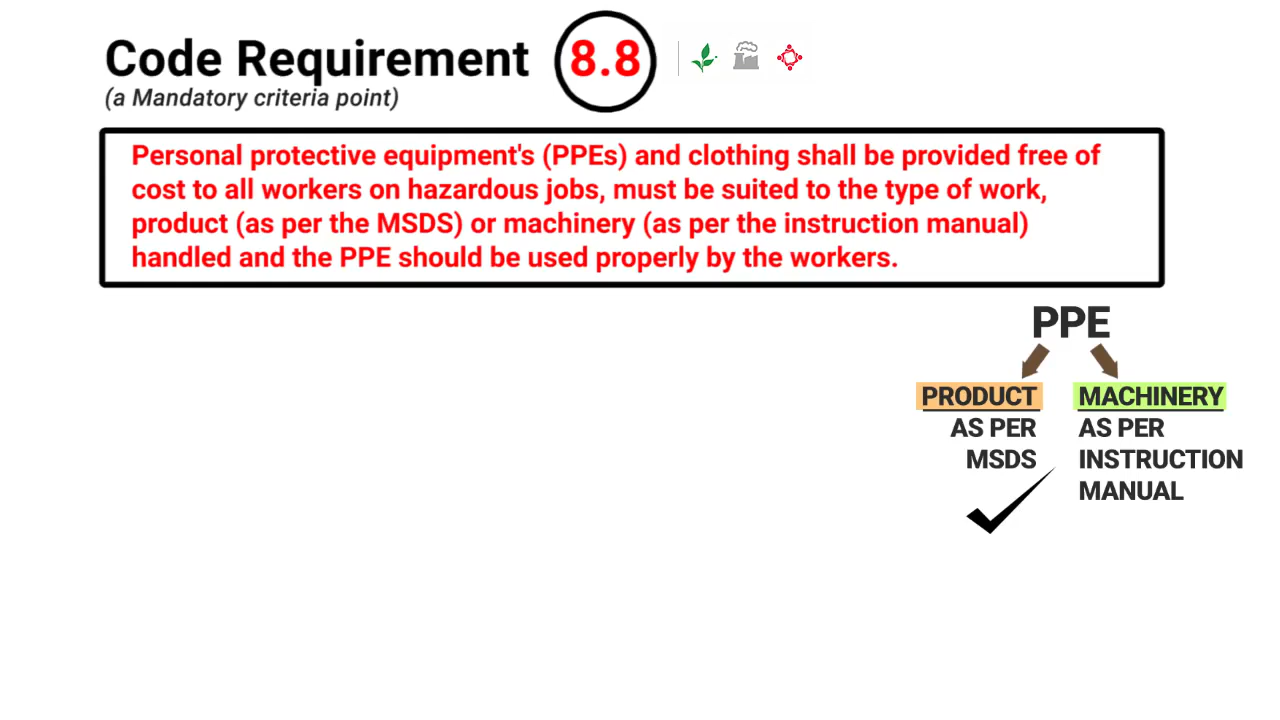 Code Requirement 8.8
(a Mandatory criteria point)
Personal protective equipment's (PPEs) and clothing shall be provided free of
cost to all workers on hazardous jobs, must be suited to the type of work,
product (as per the MSDS) or machinery (as per the instruction manual)
handled and the PPE should be used properly by the workers.
PPE
PRODUCT
AS PER
MSDS
MACHINERY
AS PER
INSTRUCTION
MANUAL